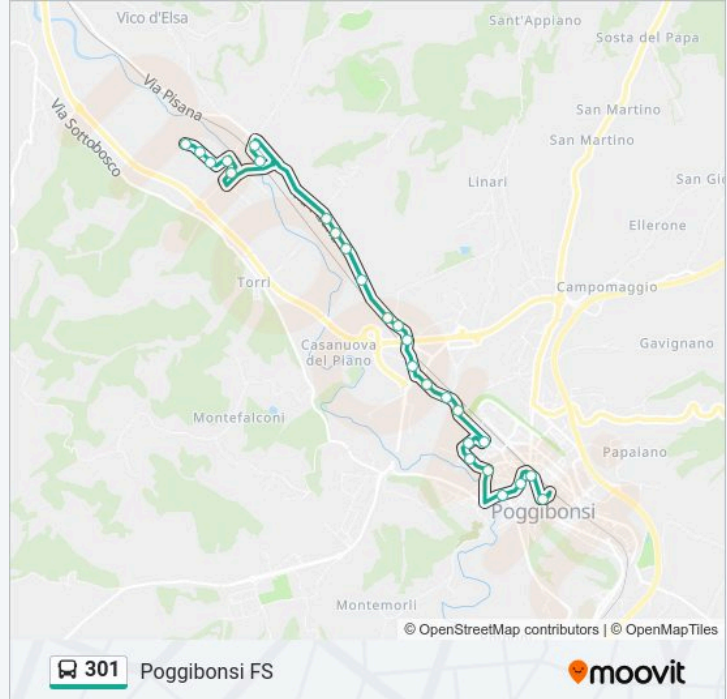 Vico d'Elsa
Sant'Appiano
Sosta del Papa
Via Pisana
Via Sottobosco
San Martino
San Martino
Linari
San Gio
Ellerone
Torri
Campomaggio
Casanuova
del Piano
Gavignano
Montefalconi
Papaiano
Poggibonsi
Montemorli
© OpenStreetMap contributors | © OpenMapTiles
301 Poggibonsi FS
moovit